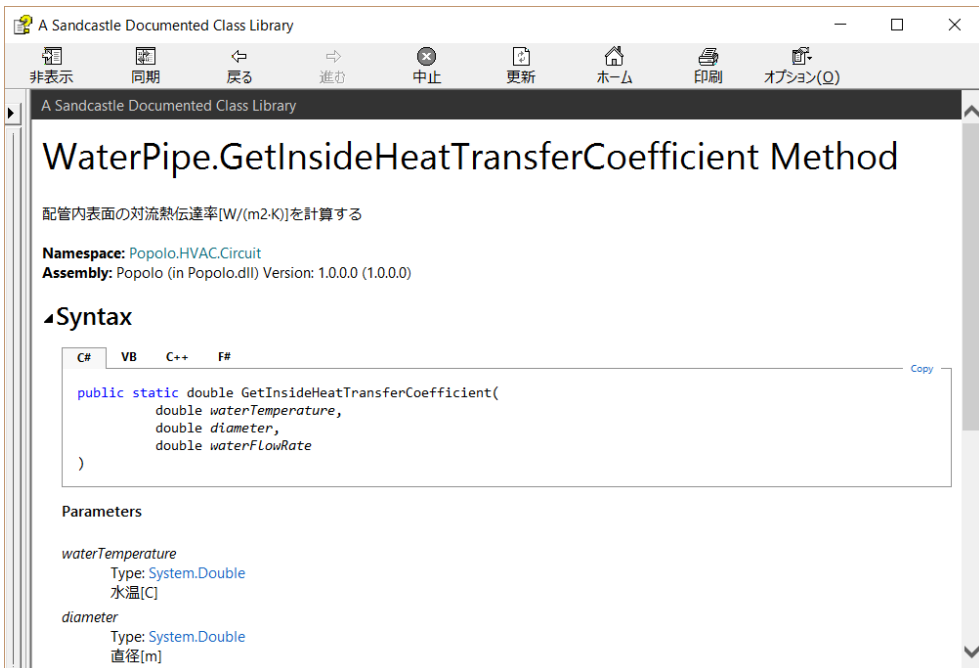 A Sandcastle Documented Class Library
非表示 同期 戻る 進む 中止 更新 ホーム 印刷 オプション(O)
A Sandcastle Documented Class Library
WaterPipe.GetInsideHeatTransferCoefficient Method
配管内表面の対流熱伝達率[W/(m2·K)]を計算する
Namespace: Popolo.HVAC.Circuit
Assembly: Popolo (in Popolo.dll) Version: 1.0.0.0 (1.0.0.0)
Syntax
C# VB C++ F#
Copy
public static double GetInsideHeatTransferCoefficient(
double waterTemperature,
double diameter,
double waterFlowRate
)
Parameters
waterTemperature
Type: System.Double
水温[C]
diameter
Type: System.Double
直径[m]